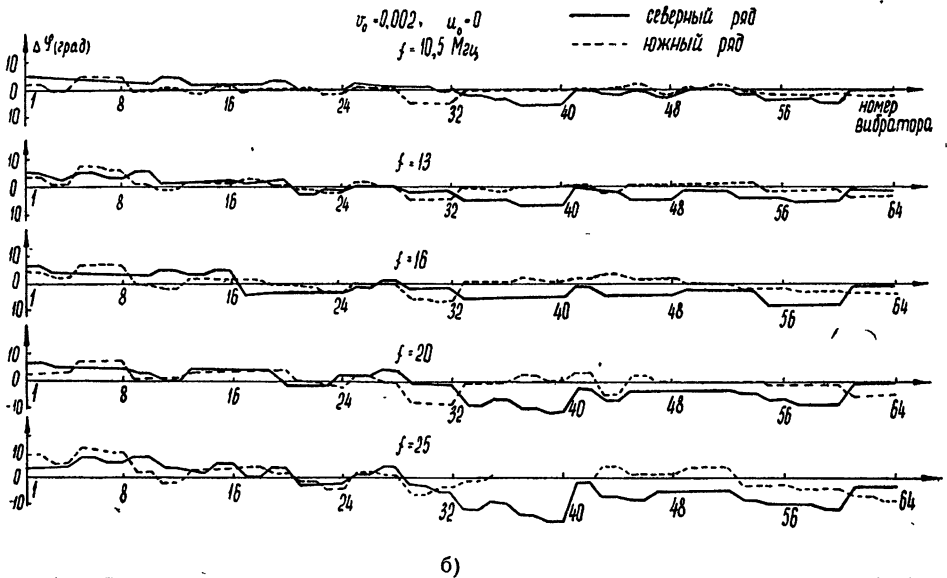 v₀=0,002, u₀=0
f=10,5 Мгц
северный ряд
южный ряд
Δφ(град)
10
0
10
1 8 16 24 32 40 48 56
номер
вибратора
f=13
10
0
10
1 8 16 24 32 40 48 56 64
f=16
10
0
10
1 8 16 24 32 40 48 56 64
f=20
10
0
-10
1 8 16 24 32 40 48 56 64
f=25
10
0
-10
1 8 16 24 32 40 48 56 64
б)